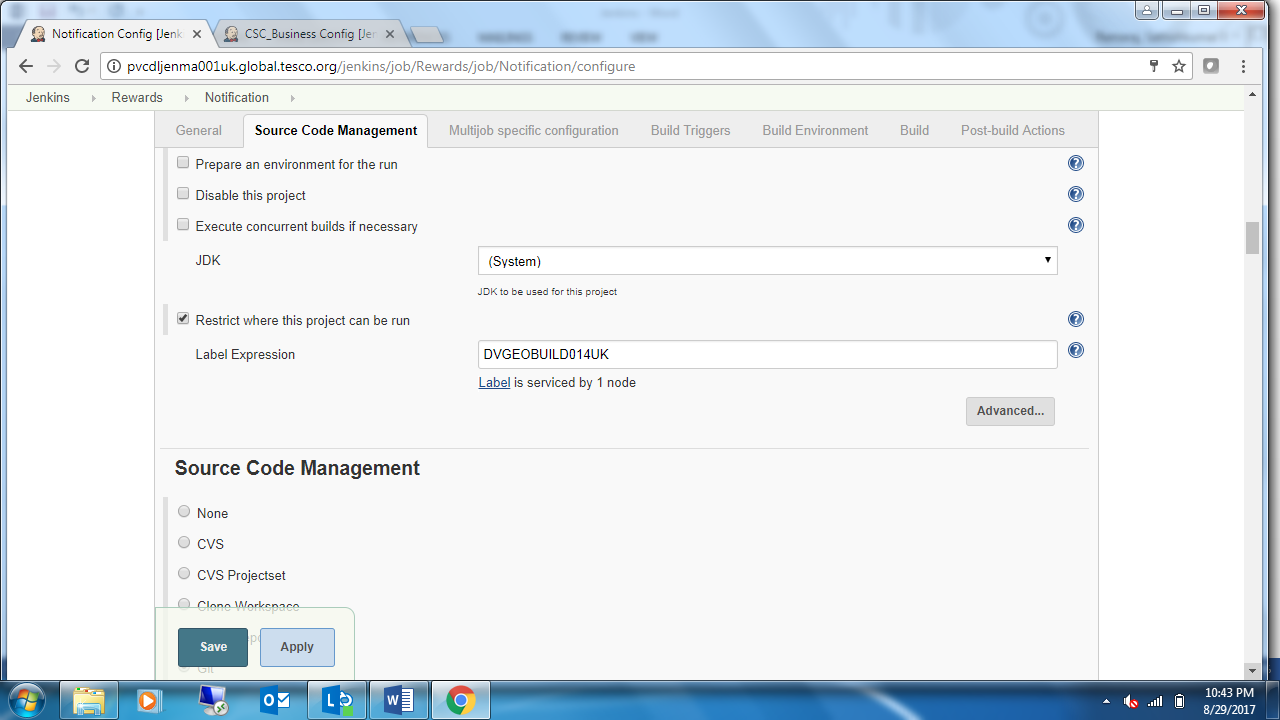 Notification Config [Jenk
CSC_Business Config [Jen
pvcdljenma001uk.global.tesco.org/jenkins/job/Rewards/job/Notification/configure
Jenkins Rewards Notification
General Source Code Management Multijob specific configuration Build Triggers Build Environment Build Post-build Actions
Prepare an environment for the run
Disable this project
Execute concurrent builds if necessary
JDK (System)
JDK to be used for this project
Restrict where this project can be run
Label Expression DVGEOBUILD014UK
Label is serviced by 1 node
Advanced...
Source Code Management
None
CVS
CVS Projectset
Clone Workspace
Save Apply
Git
10:43 PM
8/29/2017